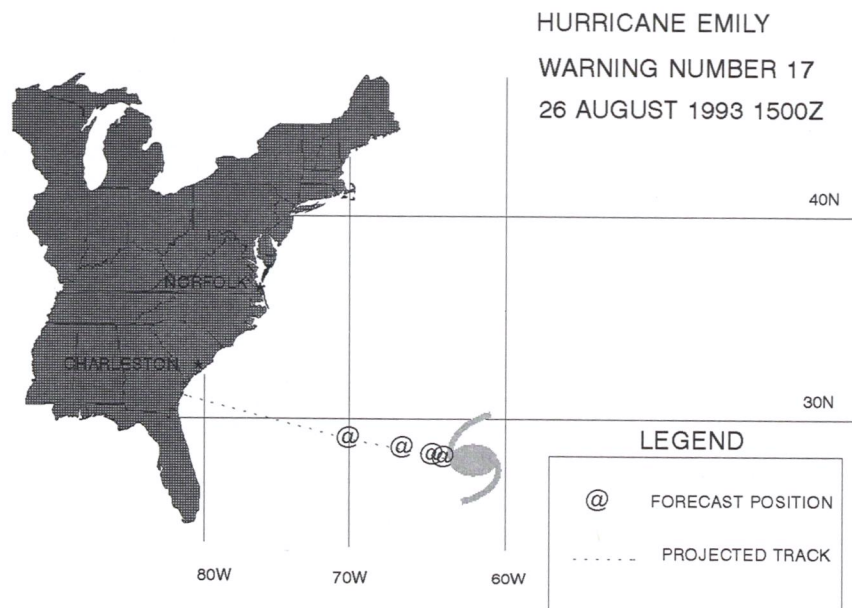 HURRICANE EMILY
WARNING NUMBER 17
26 AUGUST 1993 1500Z
40N
NORFOLK
CHARLESTON
30N
@
@
@@
LEGEND
@ FORECAST POSITION
PROJECTED TRACK
80W 70W 60W